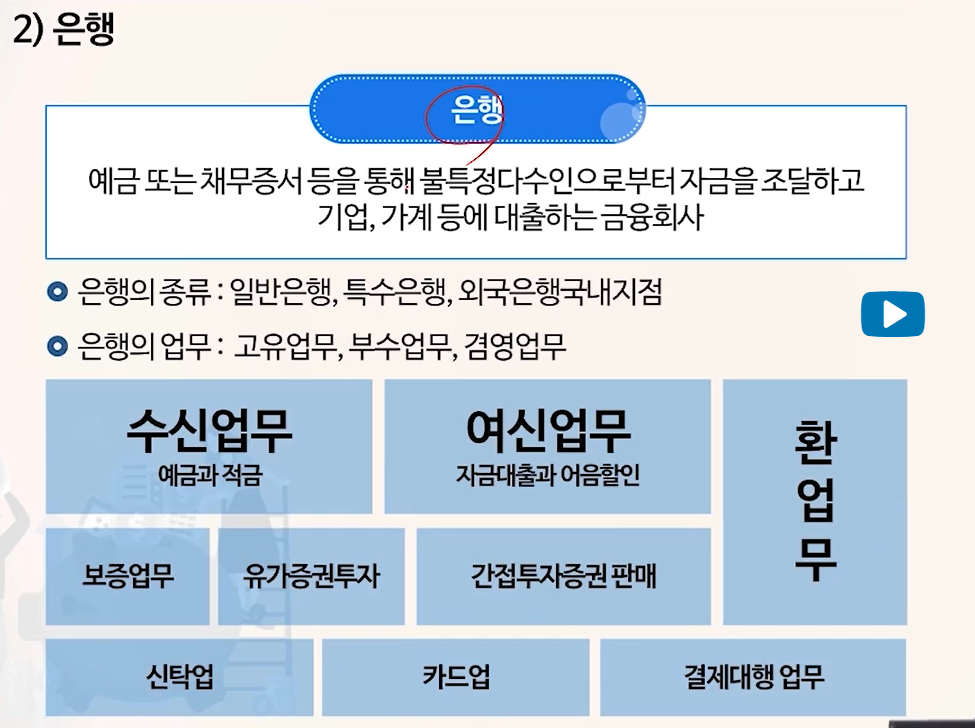 2) 은행
은행
예금 또는 채무증서 등을 통해 불특정다수인으로부터 자금을 조달하고
기업, 가계 등에 대출하는 금융회사
은행의 종류 : 일반은행, 특수은행, 외국은행국내지점
은행의 업무 : 고유업무, 부수업무, 겸영업무
수신업무
예금과 적금
여신업무
자금대출과 어음할인
환
업
무
보증업무
유가증권투자
간접투자증권 판매
신탁업
카드업
결제대행 업무